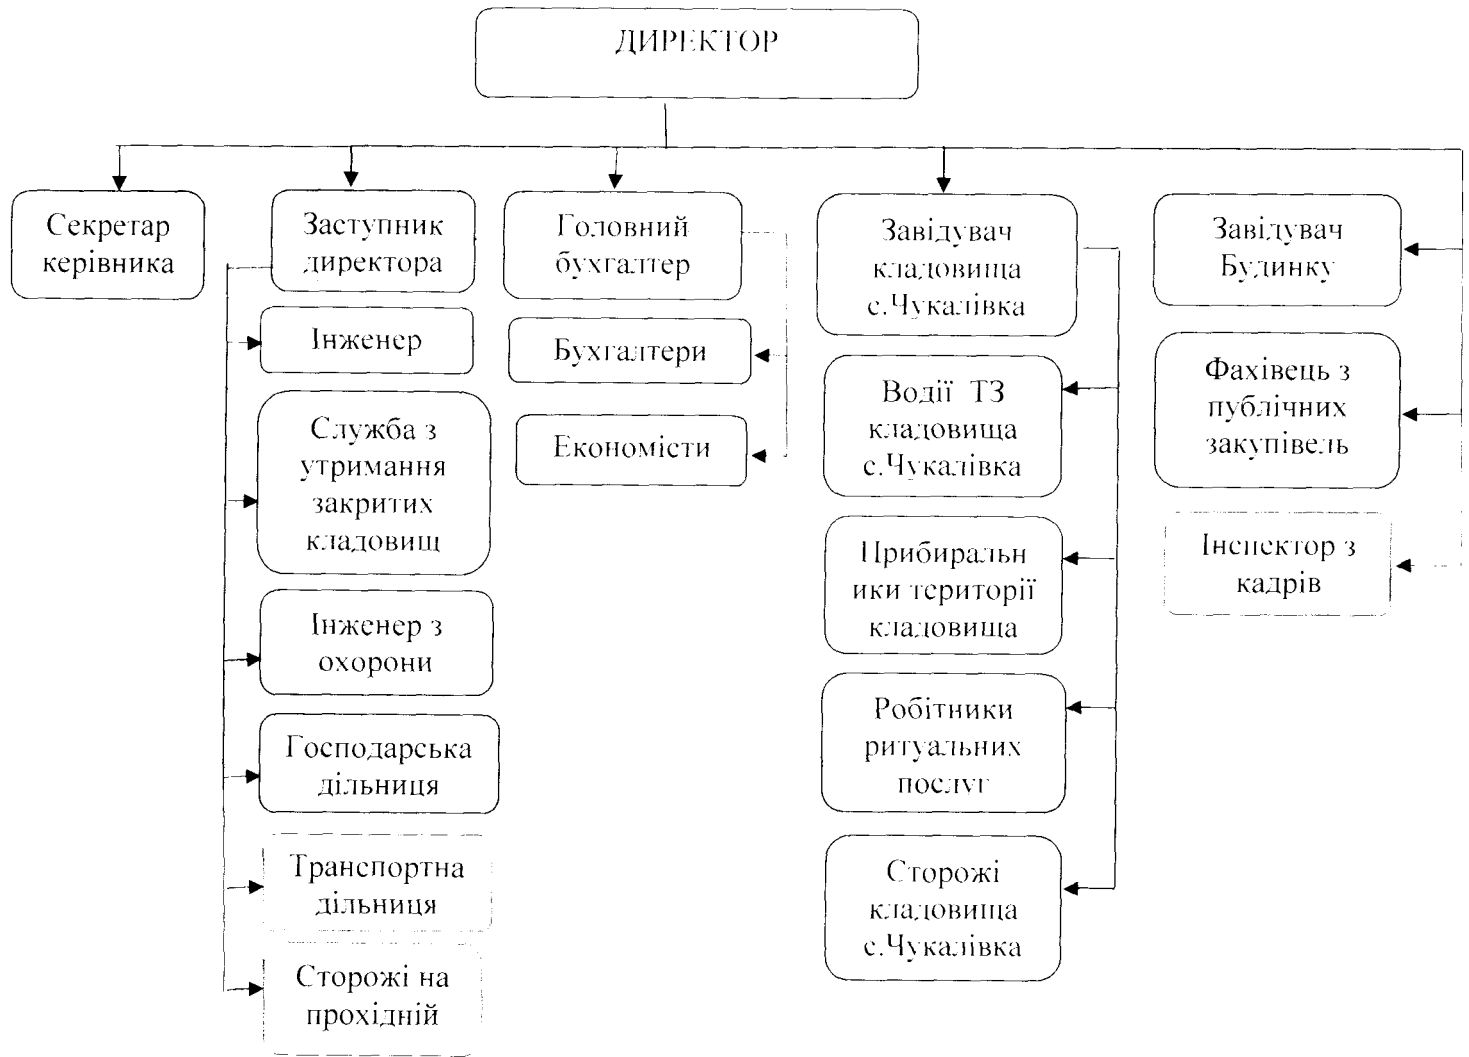 ДИРЕКТОР
Секретар
керівника
Заступник
директора
Інженер
Служба з
утримання
закритих
кладовищ
Інженер з
охорони
Господарська
дільниця
Транспортна
дільниця
Сторожі на
прохідній
Головний
бухгалтер
Бухгалтери
Економісти
Завідувач
кладовища
с.Чукалівка
Водії ТЗ
кладовища
с.Чукалівка
Прибиральн
ики території
кладовища
Робітники
ритуальних
послуг
Сторожі
кладовища
с.Чукалівка
Завідувач
Будинку
Фахівець з
публічних
закупівель
Інспектор з
кадрів